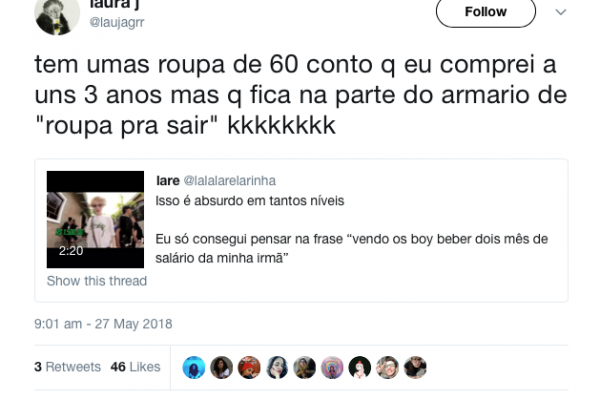 laura j
@laujagrr
Follow
tem umas roupa de 60 conto q eu comprei a
uns 3 anos mas q fica na parte do armario de
"roupa pra sair" kkkkkkkk
lare @lalalarelarinha
Isso é absurdo em tantos níveis
Eu só consegui pensar na frase “vendo os boy beber dois mês de
salário da minha irmã”
2:20
Show this thread
9:01 am - 27 May 2018
3 Retweets 46 Likes